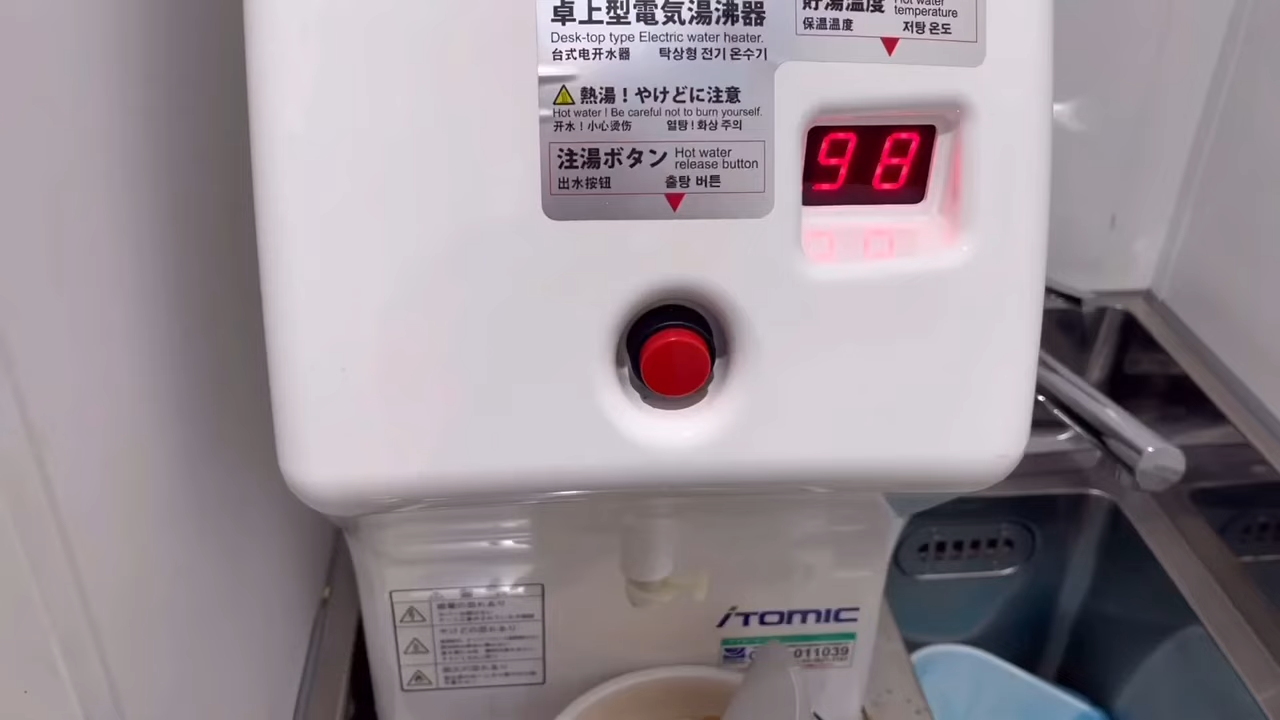 卓上型電気湯沸器
Desk-top type Electric water heater.
台式电开水器 탁상형 전기 온수기
熱湯！やけどに注意
Hot water ! Be careful not to burn yourself.
开水！小心烫伤 열탕 ! 화상 주의
注湯ボタン Hot water release button
出水按钮 출탕 버튼
貯湯温度 Hot water temperature
保温温度 저탕 온도
98
iTOMIC
011039